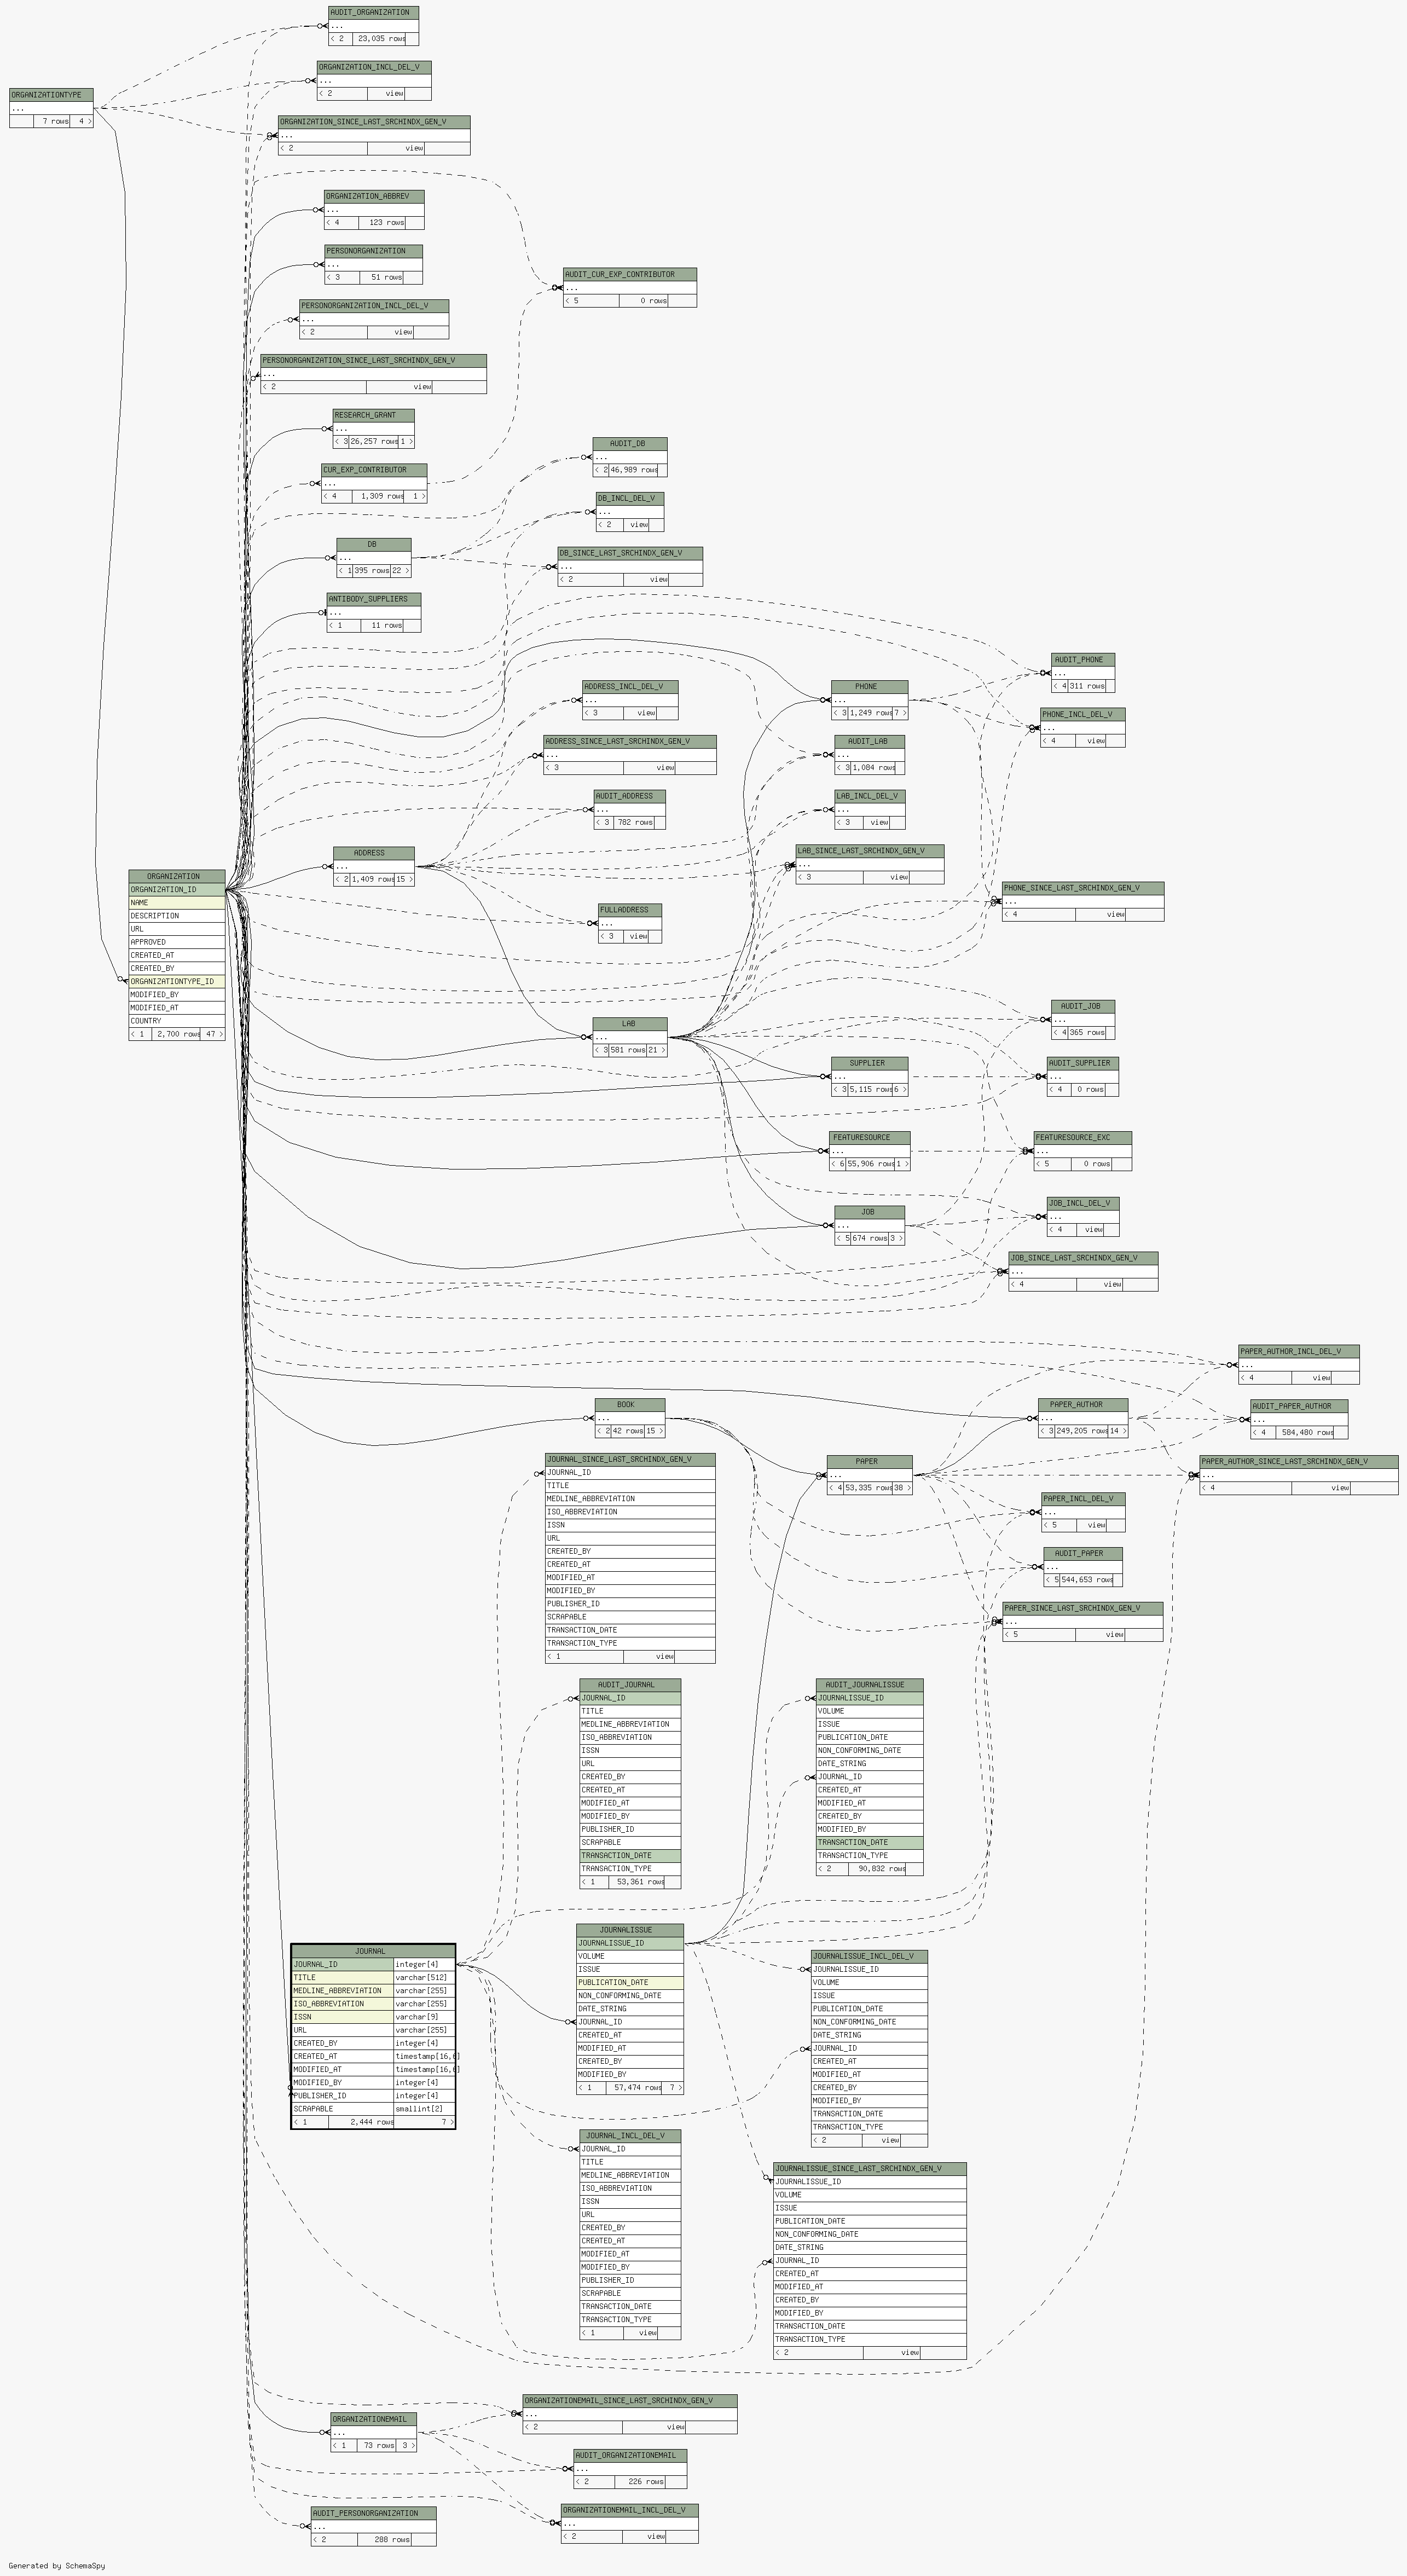 AUDIT_ORGANIZATION
...
< 2 23,035 rows
ORGANIZATION_INCL_DEL_V
...
< 2 view
ORGANIZATIONTYPE
...
7 rows 4 >
ORGANIZATION_SINCE_LAST_SRCHINDX_GEN_V
...
< 2 view
ORGANIZATION_ABBREV
...
< 4 123 rows
PERSONORGANIZATION
...
< 3 51 rows
AUDIT_CUR_EXP_CONTRIBUTOR
...
< 5 0 rows
PERSONORGANIZATION_INCL_DEL_V
...
< 2 view
PERSONORGANIZATION_SINCE_LAST_SRCHINDX_GEN_V
...
< 2 view
RESEARCH_GRANT
...
< 3 26,257 rows 1 >
AUDIT_DB
...
< 2 46,989 rows
CUR_EXP_CONTRIBUTOR
...
< 4 1,309 rows 1 >
DB_INCL_DEL_V
...
< 2 view
DB
...
< 1 395 rows 22 >
DB_SINCE_LAST_SRCHINDX_GEN_V
...
< 2 view
ANTIBODY_SUPPLIERS
...
< 1 11 rows
AUDIT_PHONE
...
< 4 311 rows
ADDRESS_INCL_DEL_V
...
< 3 view
PHONE
...
< 3 1,249 rows 7 >
PHONE_INCL_DEL_V
...
< 4 view
ADDRESS_SINCE_LAST_SRCHINDX_GEN_V
...
< 3 view
AUDIT_LAB
...
< 3 1,084 rows
AUDIT_ADDRESS
...
< 3 782 rows
LAB_INCL_DEL_V
...
< 3 view
ADDRESS
...
< 2 1,409 rows 15 >
LAB_SINCE_LAST_SRCHINDX_GEN_V
...
< 3 view
PHONE_SINCE_LAST_SRCHINDX_GEN_V
...
< 4 view
FULLADDRESS
...
< 3 view
ORGANIZATION
ORGANIZATION_ID
NAME
DESCRIPTION
URL
APPROVED
CREATED_AT
CREATED_BY
ORGANIZATIONTYPE_ID
MODIFIED_BY
MODIFIED_AT
COUNTRY
< 1 2,700 rows 47 >
AUDIT_JOB
...
< 4 365 rows
LAB
...
< 3 581 rows 21 >
SUPPLIER
...
< 3 5,115 rows 6 >
AUDIT_SUPPLIER
...
< 4 0 rows
FEATURESOURCE
...
< 6 55,906 rows 1 >
FEATURESOURCE_EXC
...
< 5 0 rows
JOB
...
< 5 674 rows 3 >
JOB_INCL_DEL_V
...
< 4 view
JOB_SINCE_LAST_SRCHINDX_GEN_V
...
< 4 view
PAPER_AUTHOR_INCL_DEL_V
...
< 4 view
BOOK
...
< 2 42 rows 15 >
PAPER_AUTHOR
...
< 3 249,205 rows 14 >
AUDIT_PAPER_AUTHOR
...
< 4 584,480 rows
PAPER
...
< 4 53,335 rows 38 >
PAPER_AUTHOR_SINCE_LAST_SRCHINDX_GEN_V
...
< 4 view
PAPER_INCL_DEL_V
...
< 5 view
AUDIT_PAPER
...
< 5 544,653 rows
PAPER_SINCE_LAST_SRCHINDX_GEN_V
...
< 5 view
JOURNAL_SINCE_LAST_SRCHINDX_GEN_V
JOURNAL_ID
TITLE
MEDLINE_ABBREVIATION
ISO_ABBREVIATION
ISSN
URL
CREATED_BY
CREATED_AT
MODIFIED_AT
MODIFIED_BY
PUBLISHER_ID
SCRAPABLE
TRANSACTION_DATE
TRANSACTION_TYPE
< 1 view
AUDIT_JOURNAL
JOURNAL_ID
TITLE
MEDLINE_ABBREVIATION
ISO_ABBREVIATION
ISSN
URL
CREATED_BY
CREATED_AT
MODIFIED_AT
MODIFIED_BY
PUBLISHER_ID
SCRAPABLE
TRANSACTION_DATE
TRANSACTION_TYPE
< 1 53,361 rows
AUDIT_JOURNALISSUE
JOURNALISSUE_ID
VOLUME
ISSUE
PUBLICATION_DATE
NON_CONFORMING_DATE
DATE_STRING
JOURNAL_ID
CREATED_AT
MODIFIED_AT
CREATED_BY
MODIFIED_BY
TRANSACTION_DATE
TRANSACTION_TYPE
< 2 90,832 rows
JOURNAL
JOURNAL_ID integer[4]
TITLE varchar[512]
MEDLINE_ABBREVIATION varchar[255]
ISO_ABBREVIATION varchar[255]
ISSN varchar[9]
URL varchar[255]
CREATED_BY integer[4]
CREATED_AT timestamp[16,6]
MODIFIED_AT timestamp[16,6]
MODIFIED_BY integer[4]
PUBLISHER_ID integer[4]
SCRAPABLE smallint[2]
< 1 2,444 rows 7 >
JOURNALISSUE
JOURNALISSUE_ID
VOLUME
ISSUE
PUBLICATION_DATE
NON_CONFORMING_DATE
DATE_STRING
JOURNAL_ID
CREATED_AT
MODIFIED_AT
CREATED_BY
MODIFIED_BY
< 1 57,474 rows 7 >
JOURNALISSUE_INCL_DEL_V
JOURNALISSUE_ID
VOLUME
ISSUE
PUBLICATION_DATE
NON_CONFORMING_DATE
DATE_STRING
JOURNAL_ID
CREATED_AT
MODIFIED_AT
CREATED_BY
MODIFIED_BY
TRANSACTION_DATE
TRANSACTION_TYPE
< 2 view
JOURNAL_INCL_DEL_V
JOURNAL_ID
TITLE
MEDLINE_ABBREVIATION
ISO_ABBREVIATION
ISSN
URL
CREATED_BY
CREATED_AT
MODIFIED_AT
MODIFIED_BY
PUBLISHER_ID
SCRAPABLE
TRANSACTION_DATE
TRANSACTION_TYPE
< 1 view
JOURNALISSUE_SINCE_LAST_SRCHINDX_GEN_V
JOURNALISSUE_ID
VOLUME
ISSUE
PUBLICATION_DATE
NON_CONFORMING_DATE
DATE_STRING
JOURNAL_ID
CREATED_AT
MODIFIED_AT
CREATED_BY
MODIFIED_BY
TRANSACTION_DATE
TRANSACTION_TYPE
< 2 view
ORGANIZATIONEMAIL_SINCE_LAST_SRCHINDX_GEN_V
...
< 2 view
ORGANIZATIONEMAIL
...
< 1 73 rows 3 >
AUDIT_ORGANIZATIONEMAIL
...
< 2 226 rows
ORGANIZATIONEMAIL_INCL_DEL_V
...
< 2 view
AUDIT_PERSONORGANIZATION
...
< 2 288 rows
Generated by SchemaSpy